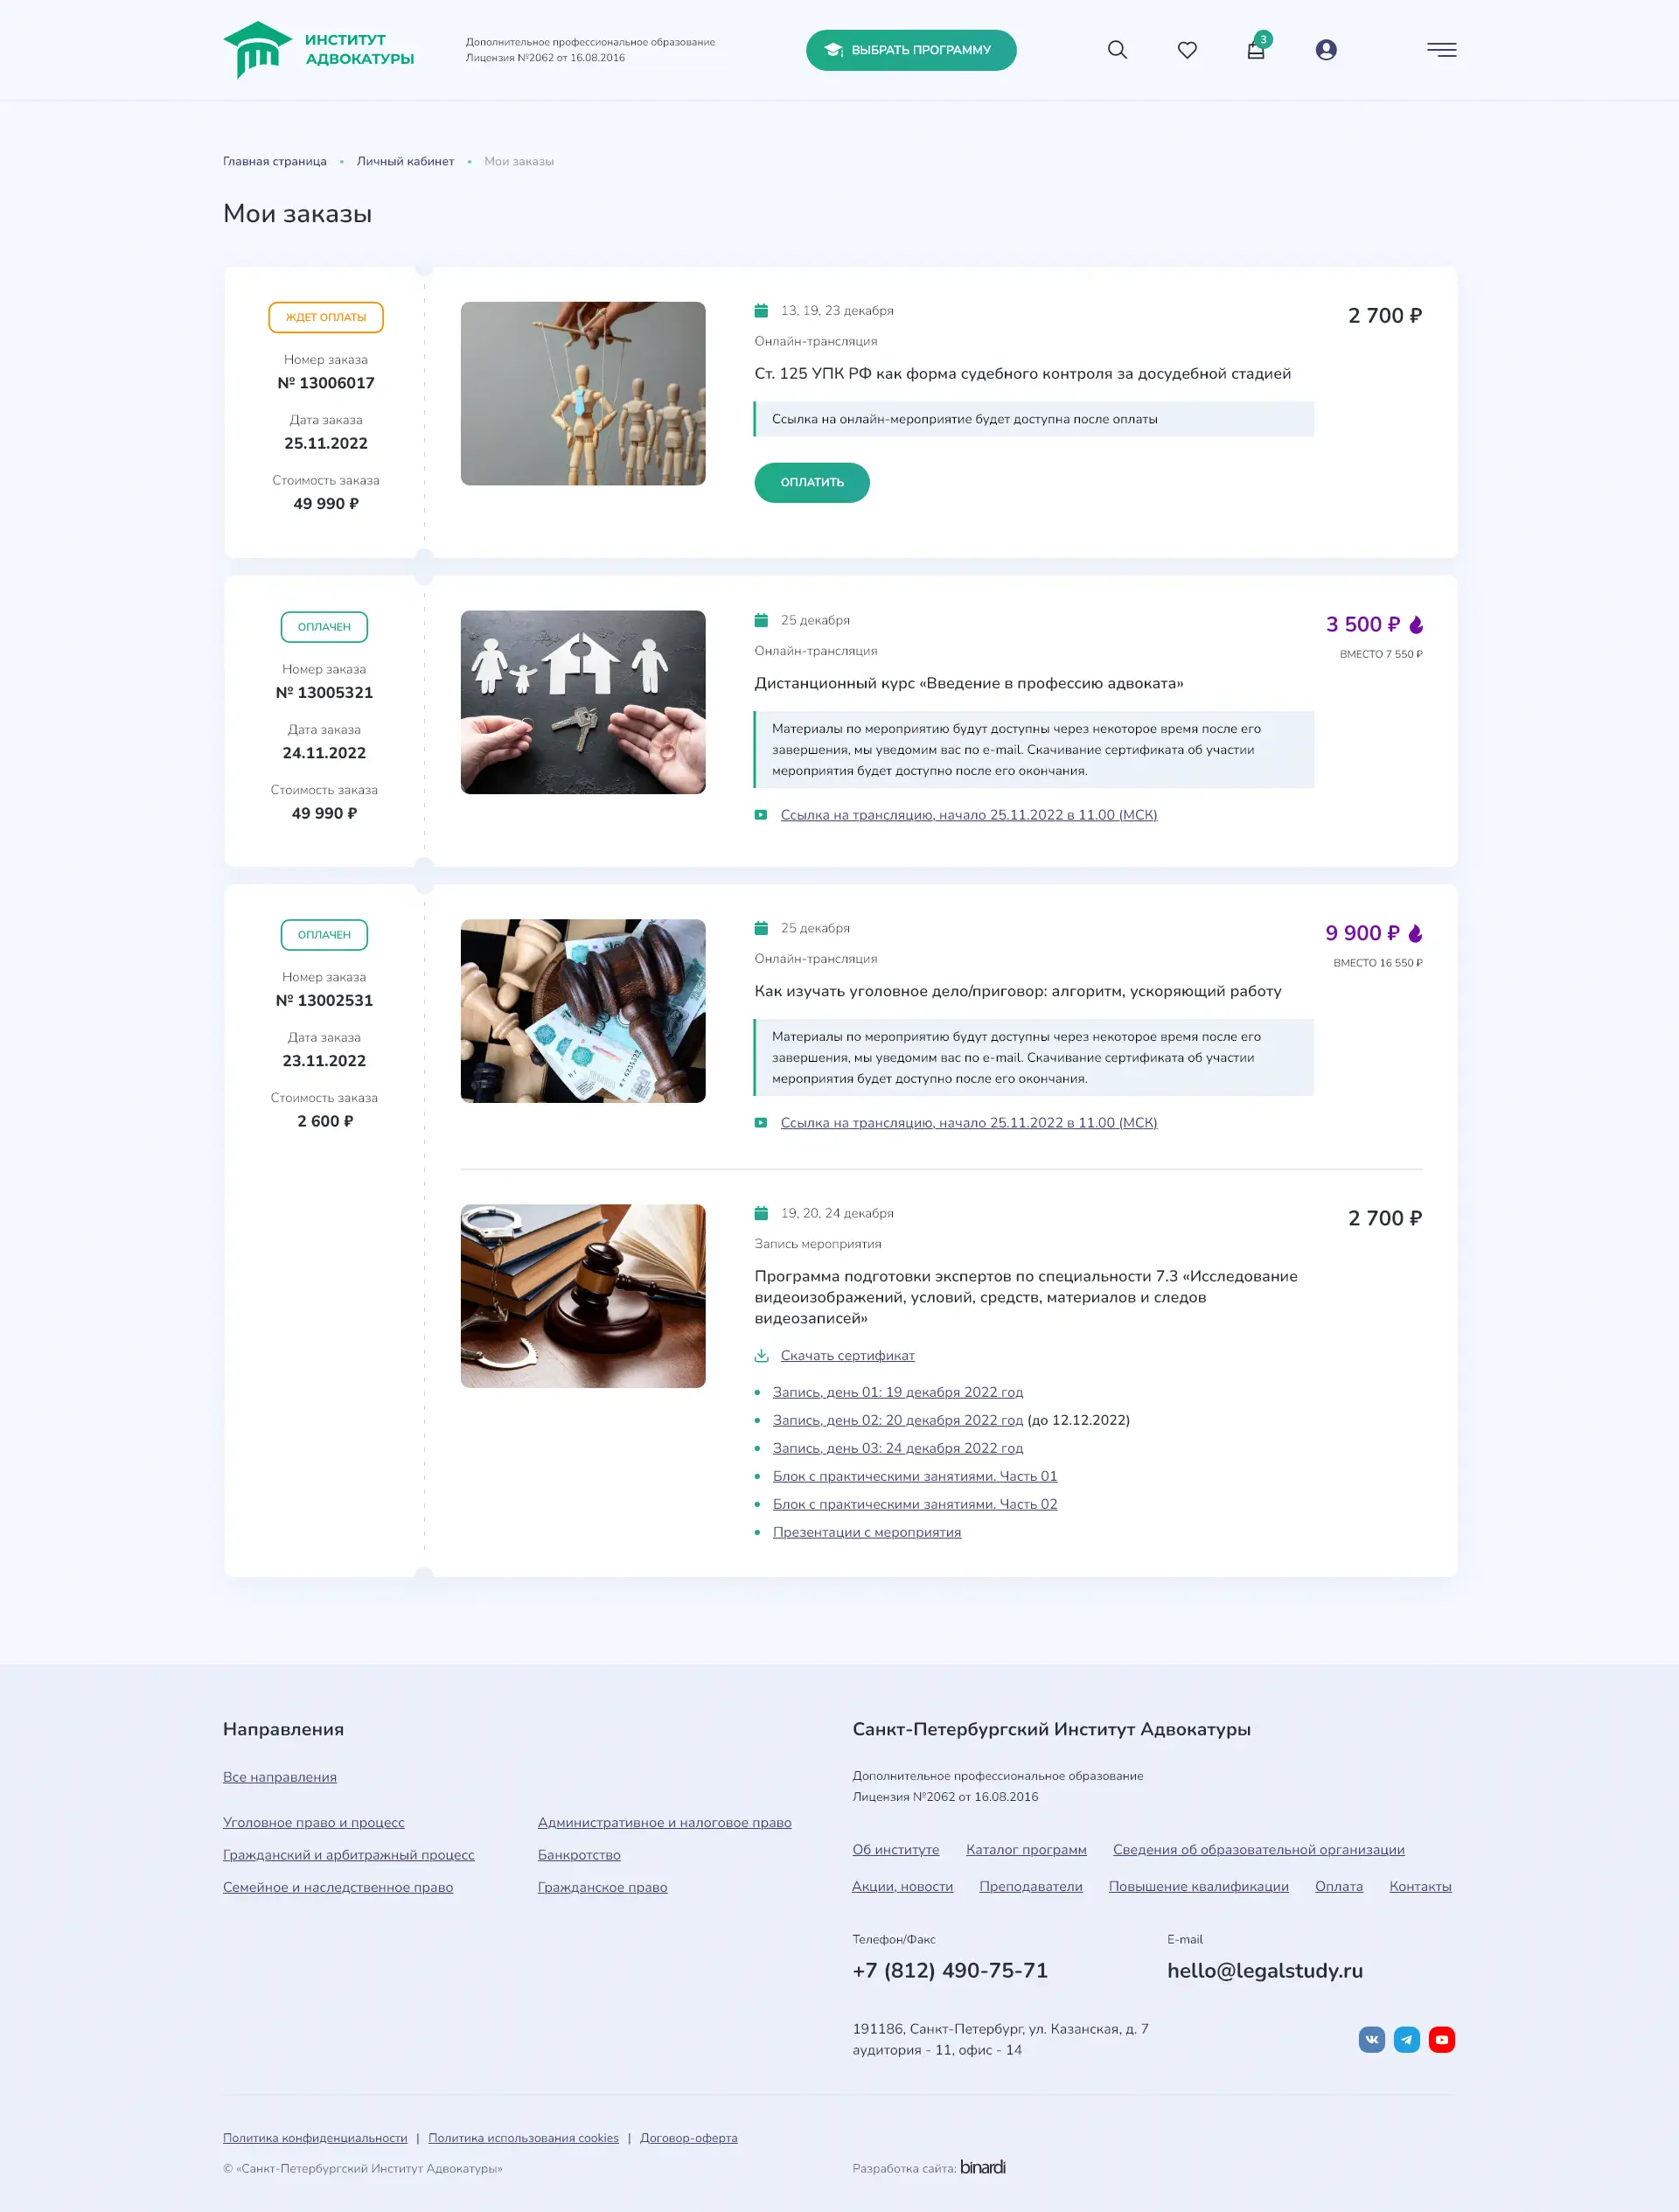 ИНСТИТУТ
АДВОКАТУРЫ
Дополнительное профессиональное образование
Лицензия №2062 от 16.08.2016
ВЫБРАТЬ ПРОГРАММУ
3
Главная страница • Личный кабинет • Мои заказы
Мои заказы
ЖДЕТ ОПЛАТЫ
Номер заказа
№ 13006017
Дата заказа
25.11.2022
Стоимость заказа
49 990 ₽
13, 19, 23 декабря
Онлайн-трансляция
Ст. 125 УПК РФ как форма судебного контроля за досудебной стадией
Ссылка на онлайн-мероприятие будет доступна после оплаты
ОПЛАТИТЬ
2 700 ₽
ОПЛАЧЕН
Номер заказа
№ 13005321
Дата заказа
24.11.2022
Стоимость заказа
49 990 ₽
25 декабря
Онлайн-трансляция
Дистанционный курс «Введение в профессию адвоката»
Материалы по мероприятию будут доступны через некоторое время после его
завершения, мы уведомим вас по e-mail. Скачивание сертификата об участии
мероприятия будет доступно после его окончания.
Ссылка на трансляцию, начало 25.11.2022 в 11.00 (МСК)
3 500 ₽
ВМЕСТО 7 550 ₽
ОПЛАЧЕН
Номер заказа
№ 13002531
Дата заказа
23.11.2022
Стоимость заказа
2 600 ₽
25 декабря
Онлайн-трансляция
Как изучать уголовное дело/приговор: алгоритм, ускоряющий работу
Материалы по мероприятию будут доступны через некоторое время после его
завершения, мы уведомим вас по e-mail. Скачивание сертификата об участии
мероприятия будет доступно после его окончания.
Ссылка на трансляцию, начало 25.11.2022 в 11.00 (МСК)
9 900 ₽
ВМЕСТО 16 550 ₽
19, 20, 24 декабря
Запись мероприятия
Программа подготовки экспертов по специальности 7.3 «Исследование
видеоизображений, условий, средств, материалов и следов
видеозаписей»
Скачать сертификат
• Запись, день 01: 19 декабря 2022 год
• Запись, день 02: 20 декабря 2022 год (до 12.12.2022)
• Запись, день 03: 24 декабря 2022 год
• Блок с практическими занятиями. Часть 01
• Блок с практическими занятиями. Часть 02
• Презентации с мероприятия
2 700 ₽
Направления
Все направления
Уголовное право и процесс
Гражданский и арбитражный процесс
Семейное и наследственное право
Административное и налоговое право
Банкротство
Гражданское право
Санкт-Петербургский Институт Адвокатуры
Дополнительное профессиональное образование
Лицензия №2062 от 16.08.2016
Об институте Каталог программ Сведения об образовательной организации
Акции, новости Преподаватели Повышение квалификации Оплата Контакты
Телефон/Факс
+7 (812) 490-75-71
E-mail
hello@legalstudy.ru
191186, Санкт-Петербург, ул. Казанская, д. 7
аудитория - 11, офис - 14
Политика конфиденциальности | Политика использования cookies | Договор-оферта
© «Санкт-Петербургский Институт Адвокатуры»
Разработка сайта: binardi